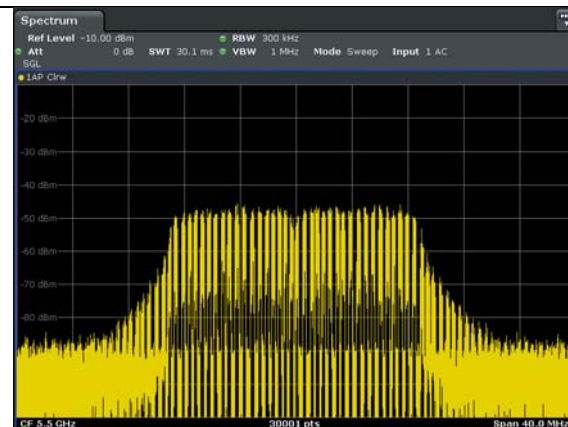 Spectrum
Ref Level -10.00 dBm RBW 300 kHz
Att 0 dB SWT 30.1 ms VBW 1 MHz Mode Sweep Input 1 AC
SGL
1AP Clrw
-20 dBm
-30 dBm
-40 dBm
-50 dBm
-60 dBm
-70 dBm
-80 dBm
CF 5.5 GHz 30001 pts Span 40.0 MHz